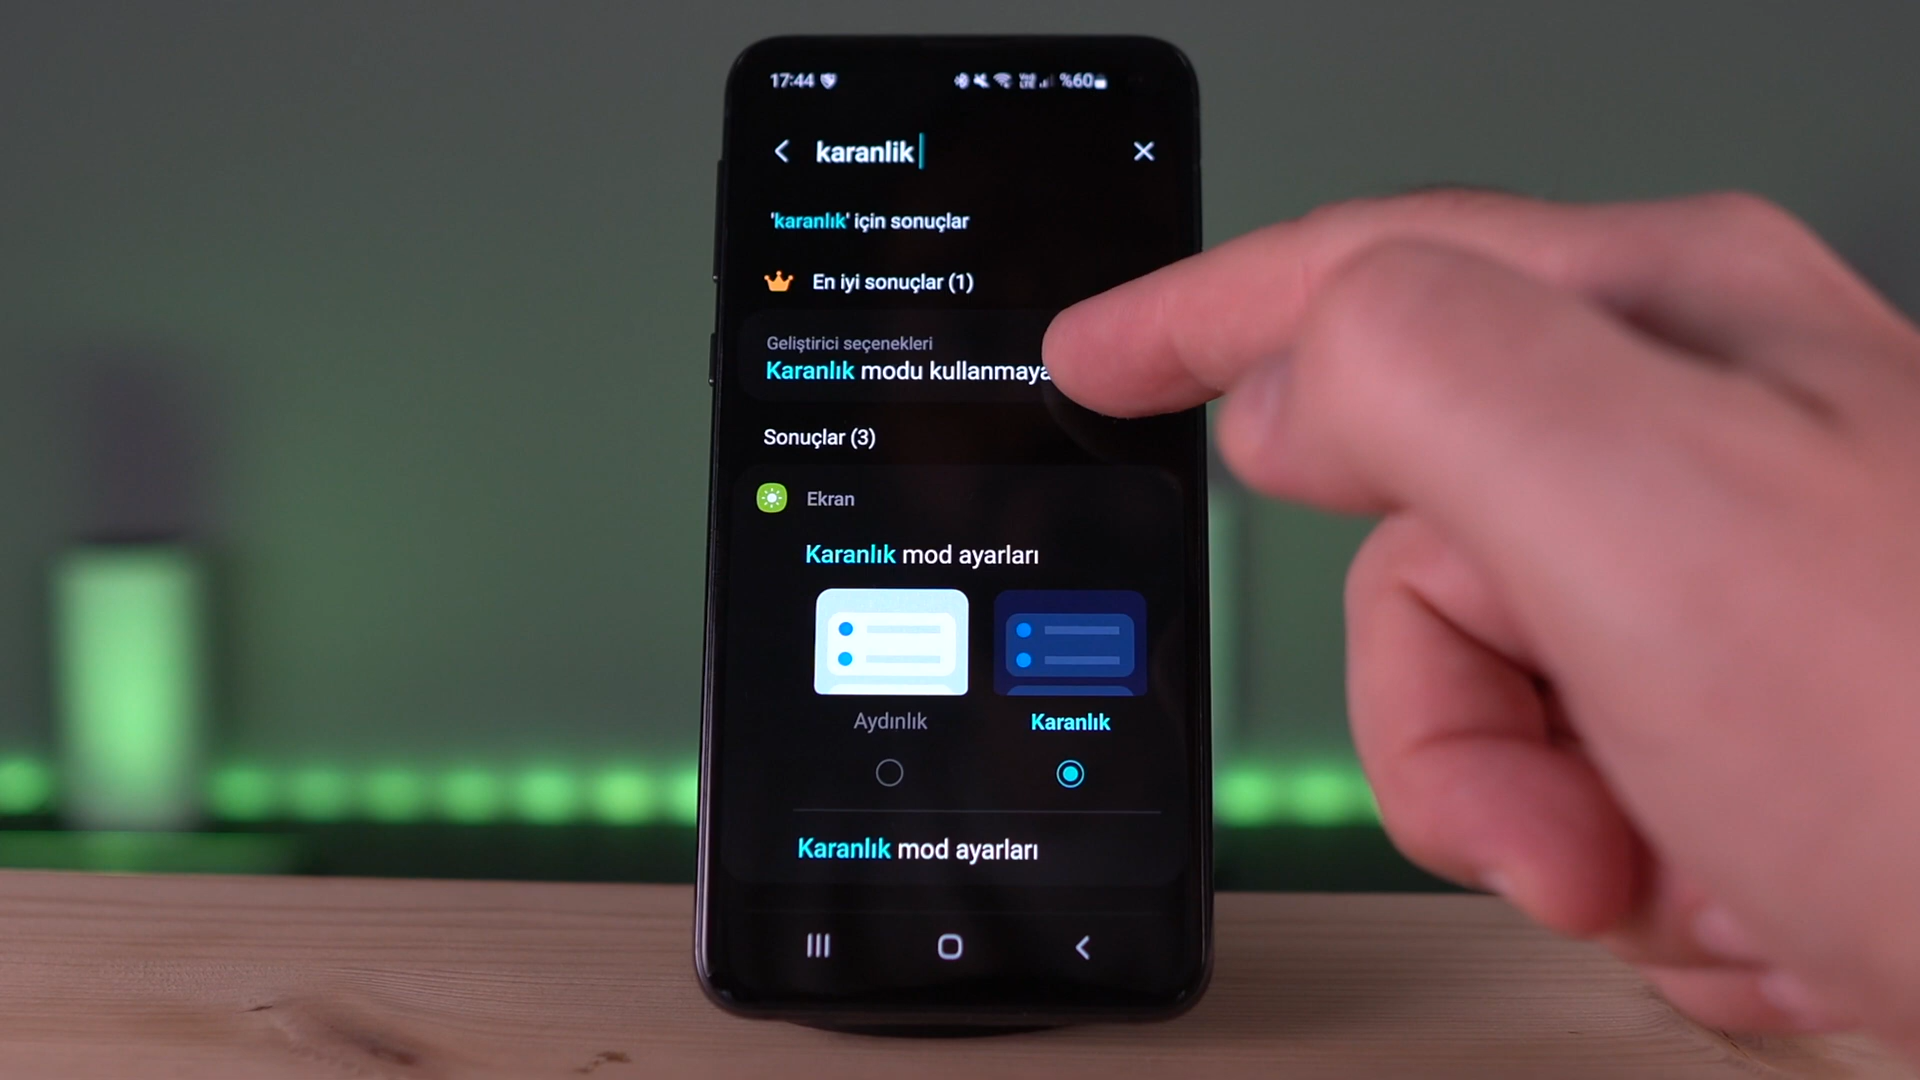 17:44 %60
karanlik
'karanlık' için sonuçlar
En iyi sonuçlar (1)
Geliştirici seçenekleri
Karanlık modu kullanmaya
Sonuçlar (3)
Ekran
Karanlık mod ayarları
Aydınlık Karanlık
Karanlık mod ayarları